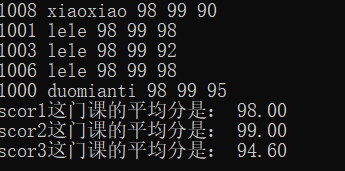 1008 xiaoxiao 98 99 90
1001 lele 98 99 98
1003 lele 98 99 92
1006 lele 98 99 98
1000 duomianti 98 99 95
scor1这门课的平均分是： 98.00
scor2这门课的平均分是： 99.00
scor3这门课的平均分是： 94.60